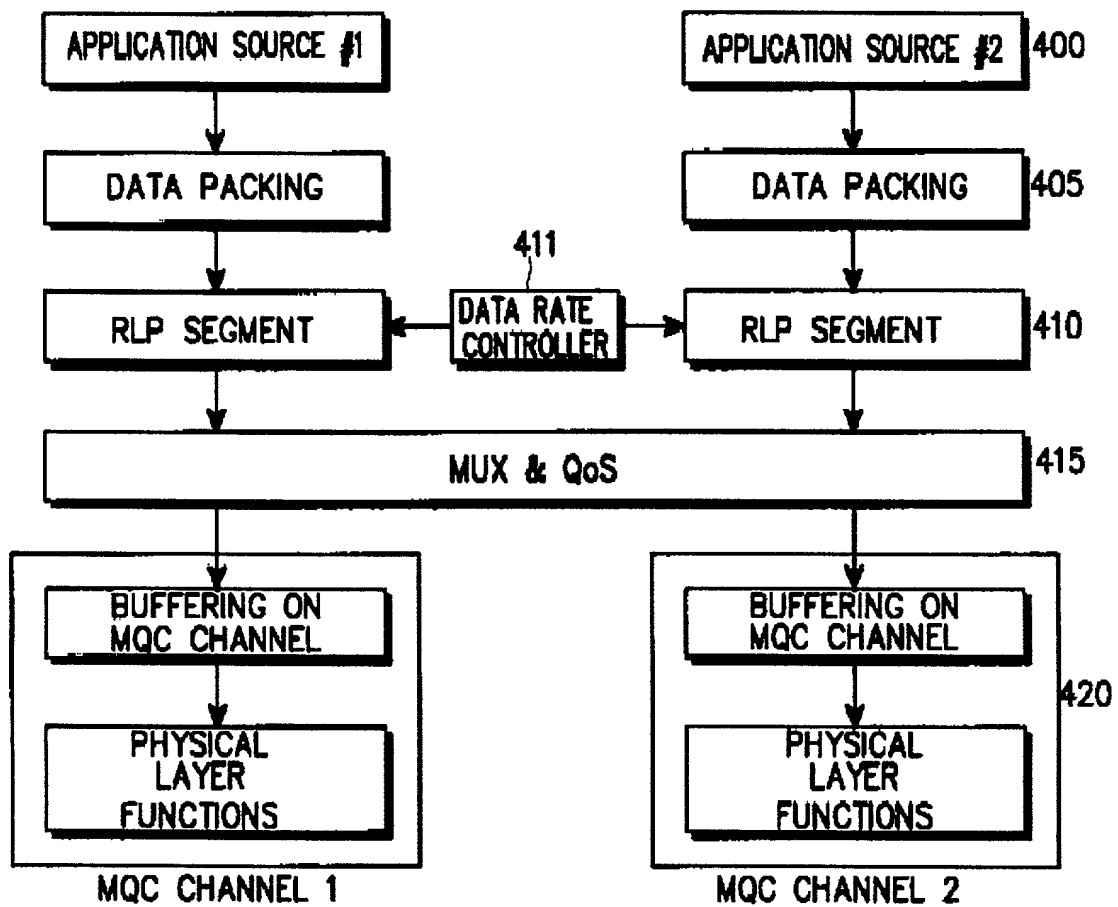 APPLICATION SOURCE #1
APPLICATION SOURCE #2
400
DATA PACKING
DATA PACKING
405
411
RLP SEGMENT
DATA RATE
CONTROLLER
RLP SEGMENT
410
MUX & QoS
415
BUFFERING ON
MQC CHANNEL
BUFFERING ON
MQC CHANNEL
420
PHYSICAL
LAYER
FUNCTIONS
PHYSICAL
LAYER
FUNCTIONS
MQC CHANNEL 1
MQC CHANNEL 2